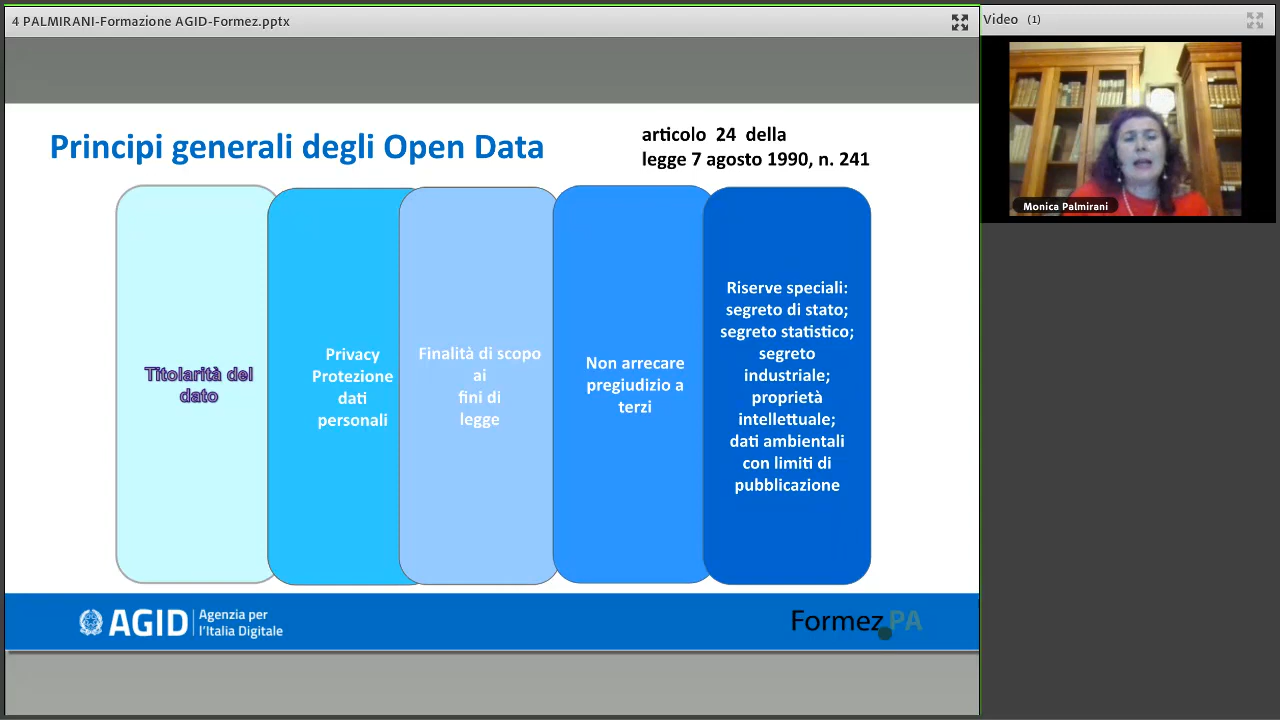 4 PALMIRANI-Formazione AGID-Formez.pptx
Video (1)
Monica Palmirani
Principi generali degli Open Data
articolo 24 della
legge 7 agosto 1990, n. 241
Titolarità del
dato
Privacy
Protezione
dati
personali
Finalità di scopo
ai
fini di
legge
Non arrecare
pregiudizio a
terzi
Riserve speciali:
segreto di stato;
segreto statistico;
segreto
industriale;
proprietà
intellettuale;
dati ambientali
con limiti di
pubblicazione
AGID
Agenzia per
l'Italia Digitale
Formez PA